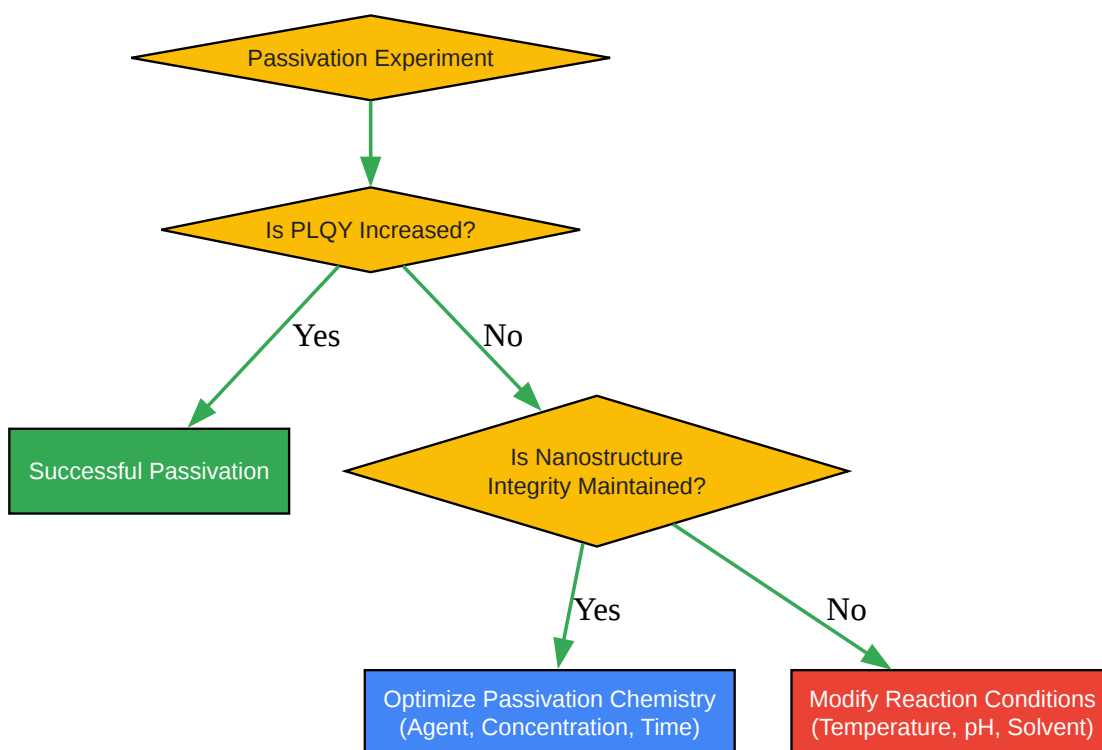 Passivation Experiment
Is PLQY Increased?
Yes
No
Successful Passivation
Is Nanostructure
Integrity Maintained?
Yes
No
Optimize Passivation Chemistry
(Agent, Concentration, Time)
Modify Reaction Conditions
(Temperature, pH, Solvent)